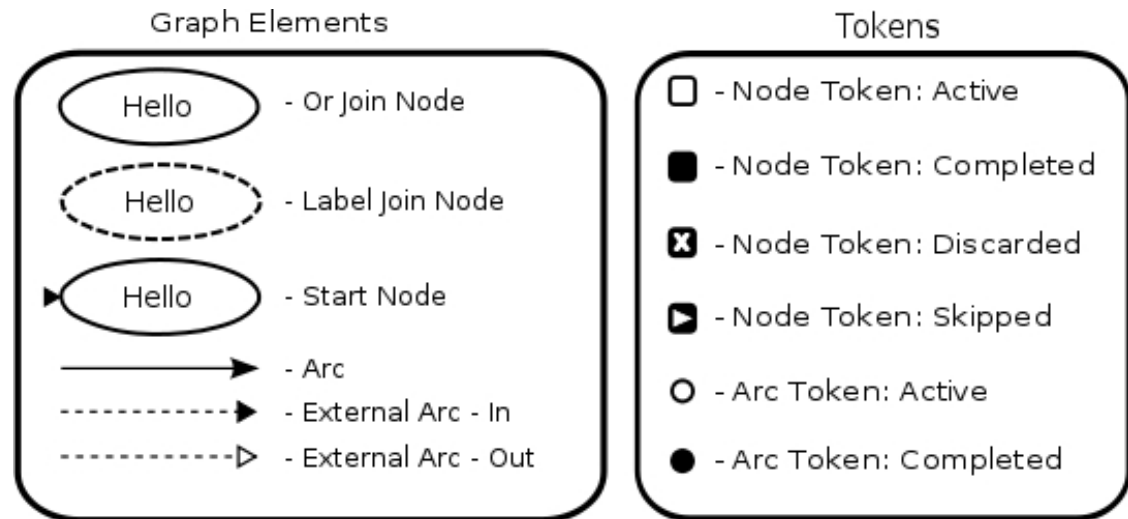 Graph Elements
Hello - Or Join Node
Hello - Label Join Node
Hello - Start Node
- Arc
- External Arc - In
- External Arc - Out
Tokens
- Node Token: Active
- Node Token: Completed
- Node Token: Discarded
- Node Token: Skipped
- Arc Token: Active
- Arc Token: Completed